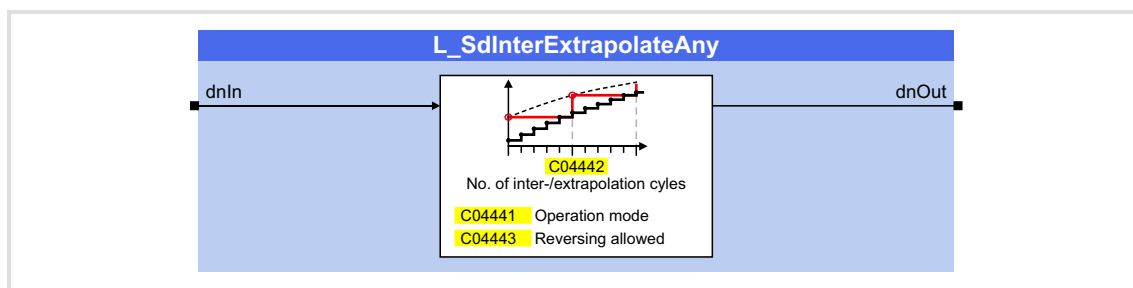 L_SdInterExtrapolateAny
dnIn
dnOut
C04442
No. of inter-/extrapolation cyles
C04441 Operation mode
C04443 Reversing allowed